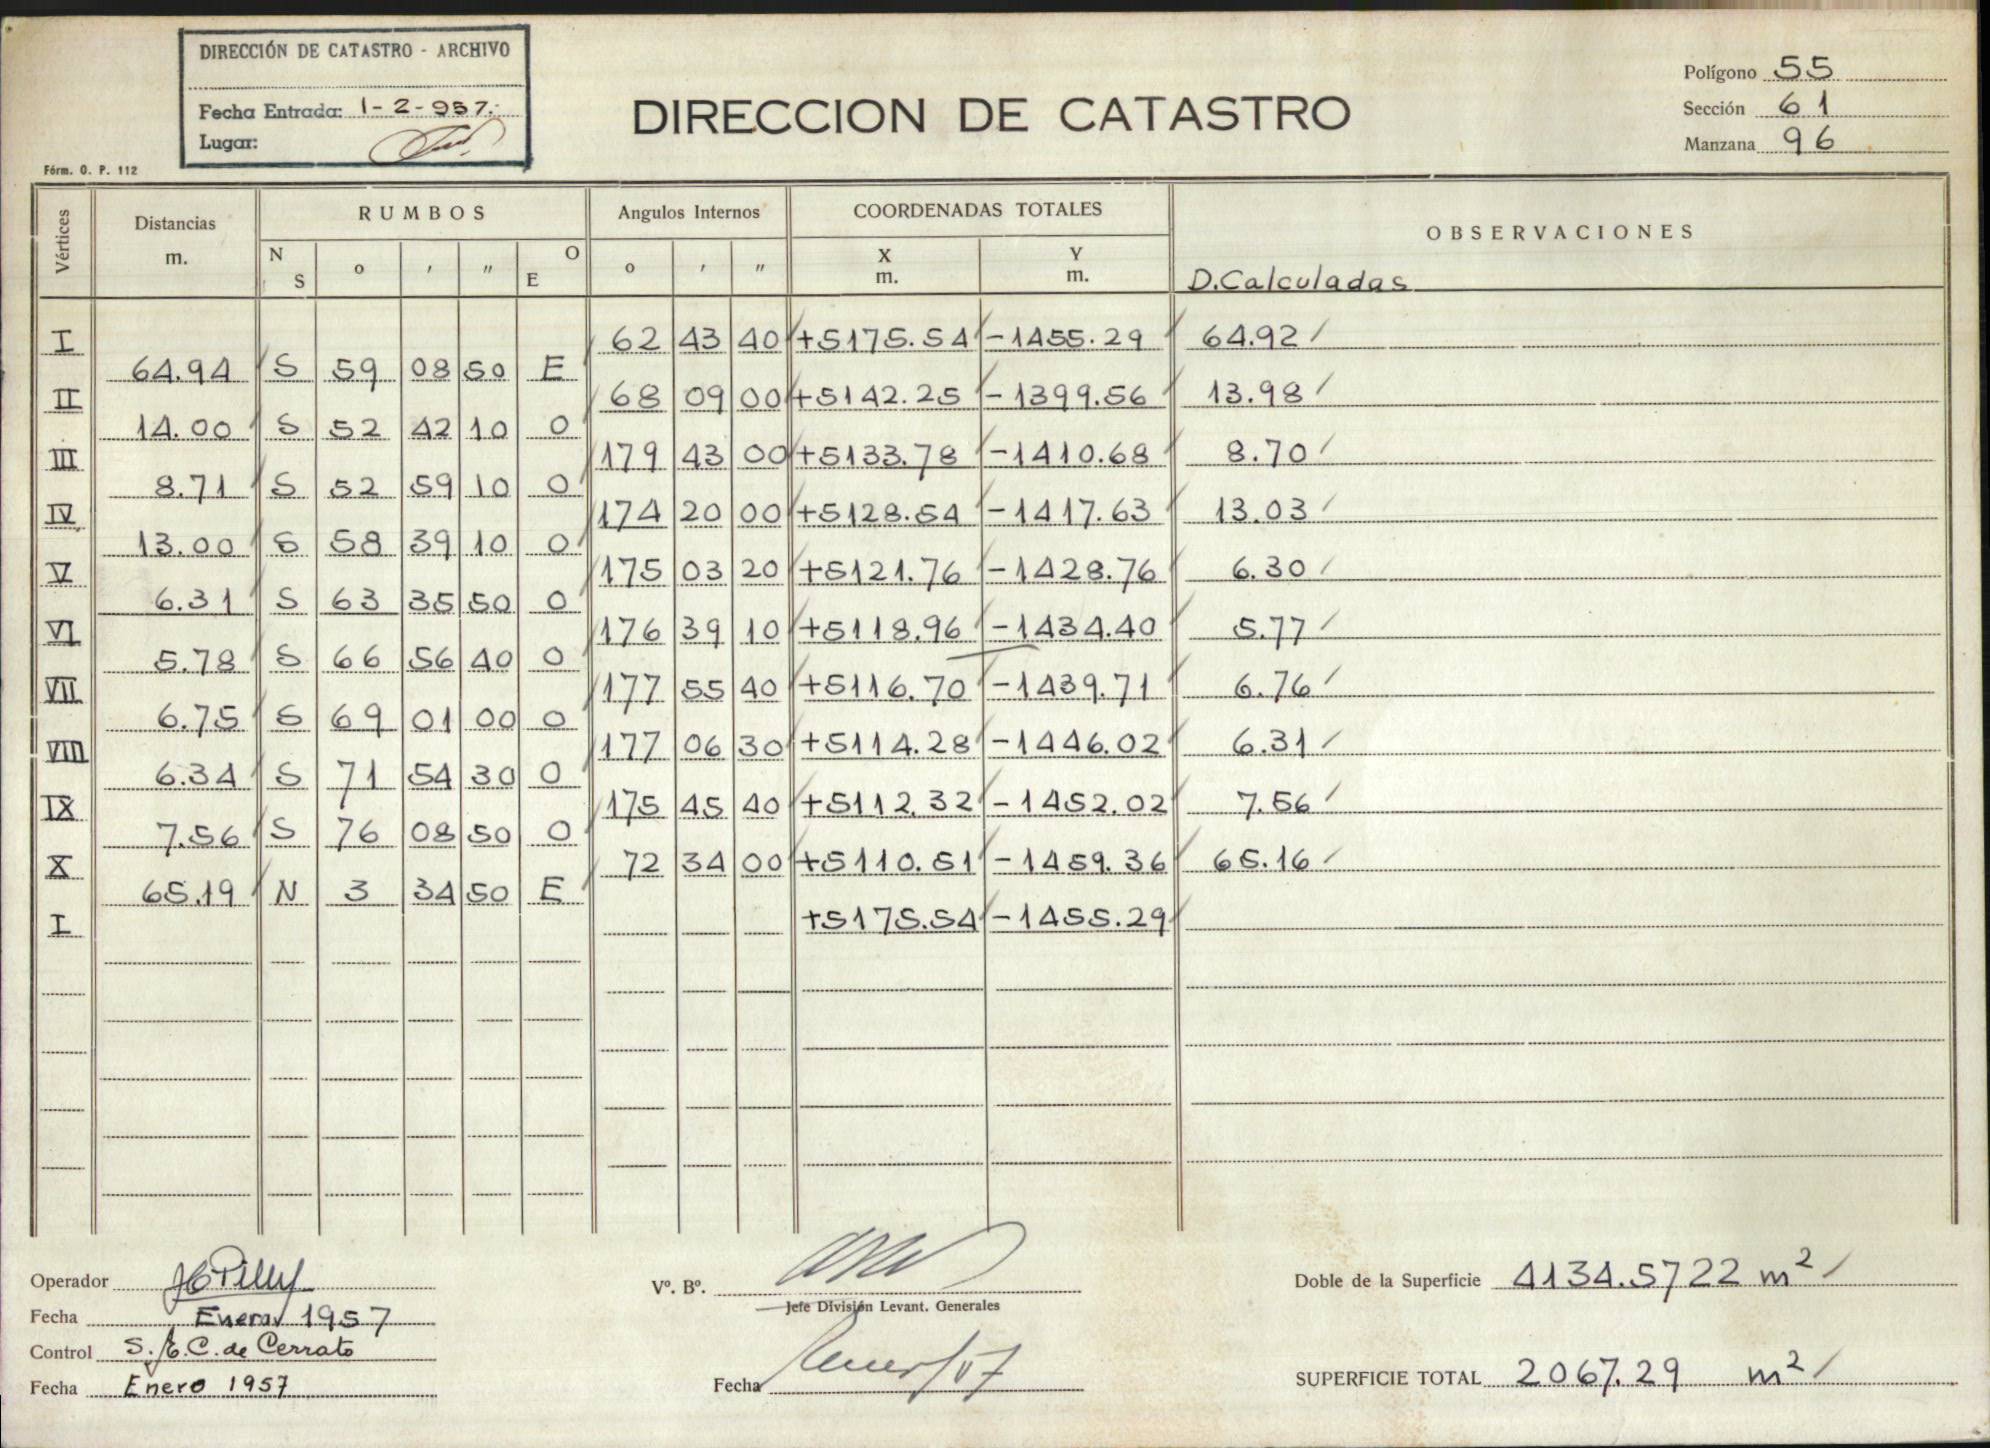 DIRECCIÓN DE CATASTRO - ARCHIVO
Fecha Entrada: 1-2-957.
Lugar:
Fórm. O. P. 112
DIRECCION DE CATASTRO
Polígono 55
Sección 61
Manzana 96
Vértices Distancias m. RUMBOS Angulos Internos COORDENADAS TOTALES OBSERVACIONES
N S o ' " O E o ' " X m. Y m. D.Calculadas
I 62 43 40 +5175.54 -1455.29 64.92
64.94 S 59 08 50 E
II 68 09 00 +5142.25 -1399.56 13.98
14.00 S 52 42 10 O
III 179 43 00 +5133.78 -1410.68 8.70
8.71 S 52 59 10 O
IV 174 20 00 +5128.54 -1417.63 13.03
13.00 S 58 39 10 O
V 175 03 20 +5121.76 -1428.76 6.30
6.31 S 63 35 50 O
VI 176 39 10 +5118.96 -1434.40 5.77
5.78 S 66 56 40 O
VII 177 55 40 +5116.70 -1439.71 6.76
6.75 S 69 01 00 O
VIII 177 06 30 +5114.28 -1446.02 6.31
6.34 S 71 54 30 O
IX 175 45 40 +5112.32 -1452.02 7.56
7.56 S 76 08 50 O
X 72 34 00 +5110.51 -1459.36 65.16
65.19 N 3 34 50 E
I +5175.54 -1455.29
Operador
Fecha Enero 1957
Control S. E. C. de Cerrato
Fecha Enero 1957
Vº. Bº.
Jefe División Levant. Generales
Fecha
Doble de la Superficie 4134.5722 m2
SUPERFICIE TOTAL 2067.29 m2